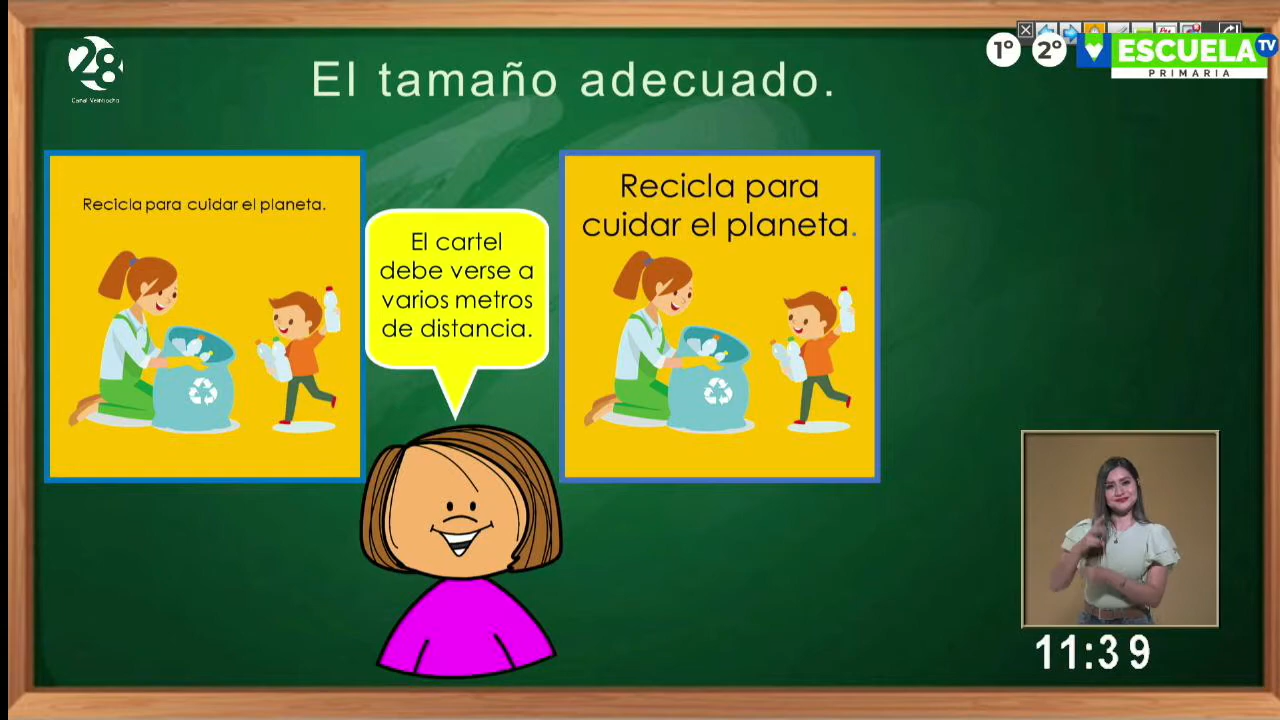 28
Canal Veintiocho
El tamaño adecuado.
1° 2° ESCUELA TV
PRIMARIA
Recicla para cuidar el planeta.
El cartel
debe verse a
varios metros
de distancia.
Recicla para
cuidar el planeta.
11:39